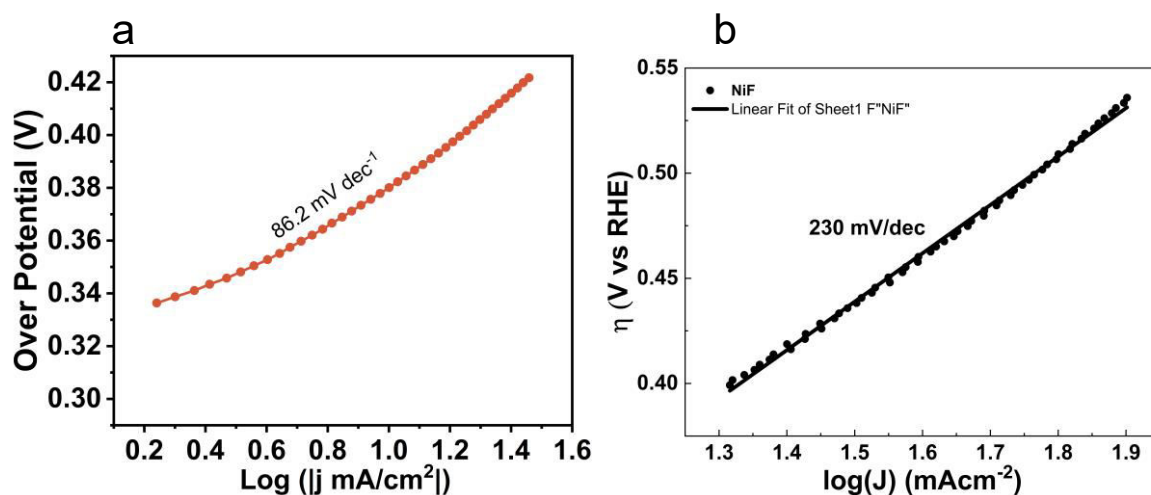 a
0.42
0.40
0.38
0.36
0.34
0.32
0.30
Over Potential (V)
86.2 mV dec⁻¹
0.2 0.4 0.6 0.8 1.0 1.2 1.4 1.6
Log (|j mA/cm²|)
b
0.55
0.50
0.45
0.40
η (V vs RHE)
NiF
Linear Fit of Sheet1 F"NiF"
230 mV/dec
1.3 1.4 1.5 1.6 1.7 1.8 1.9
log(J) (mAcm⁻²)